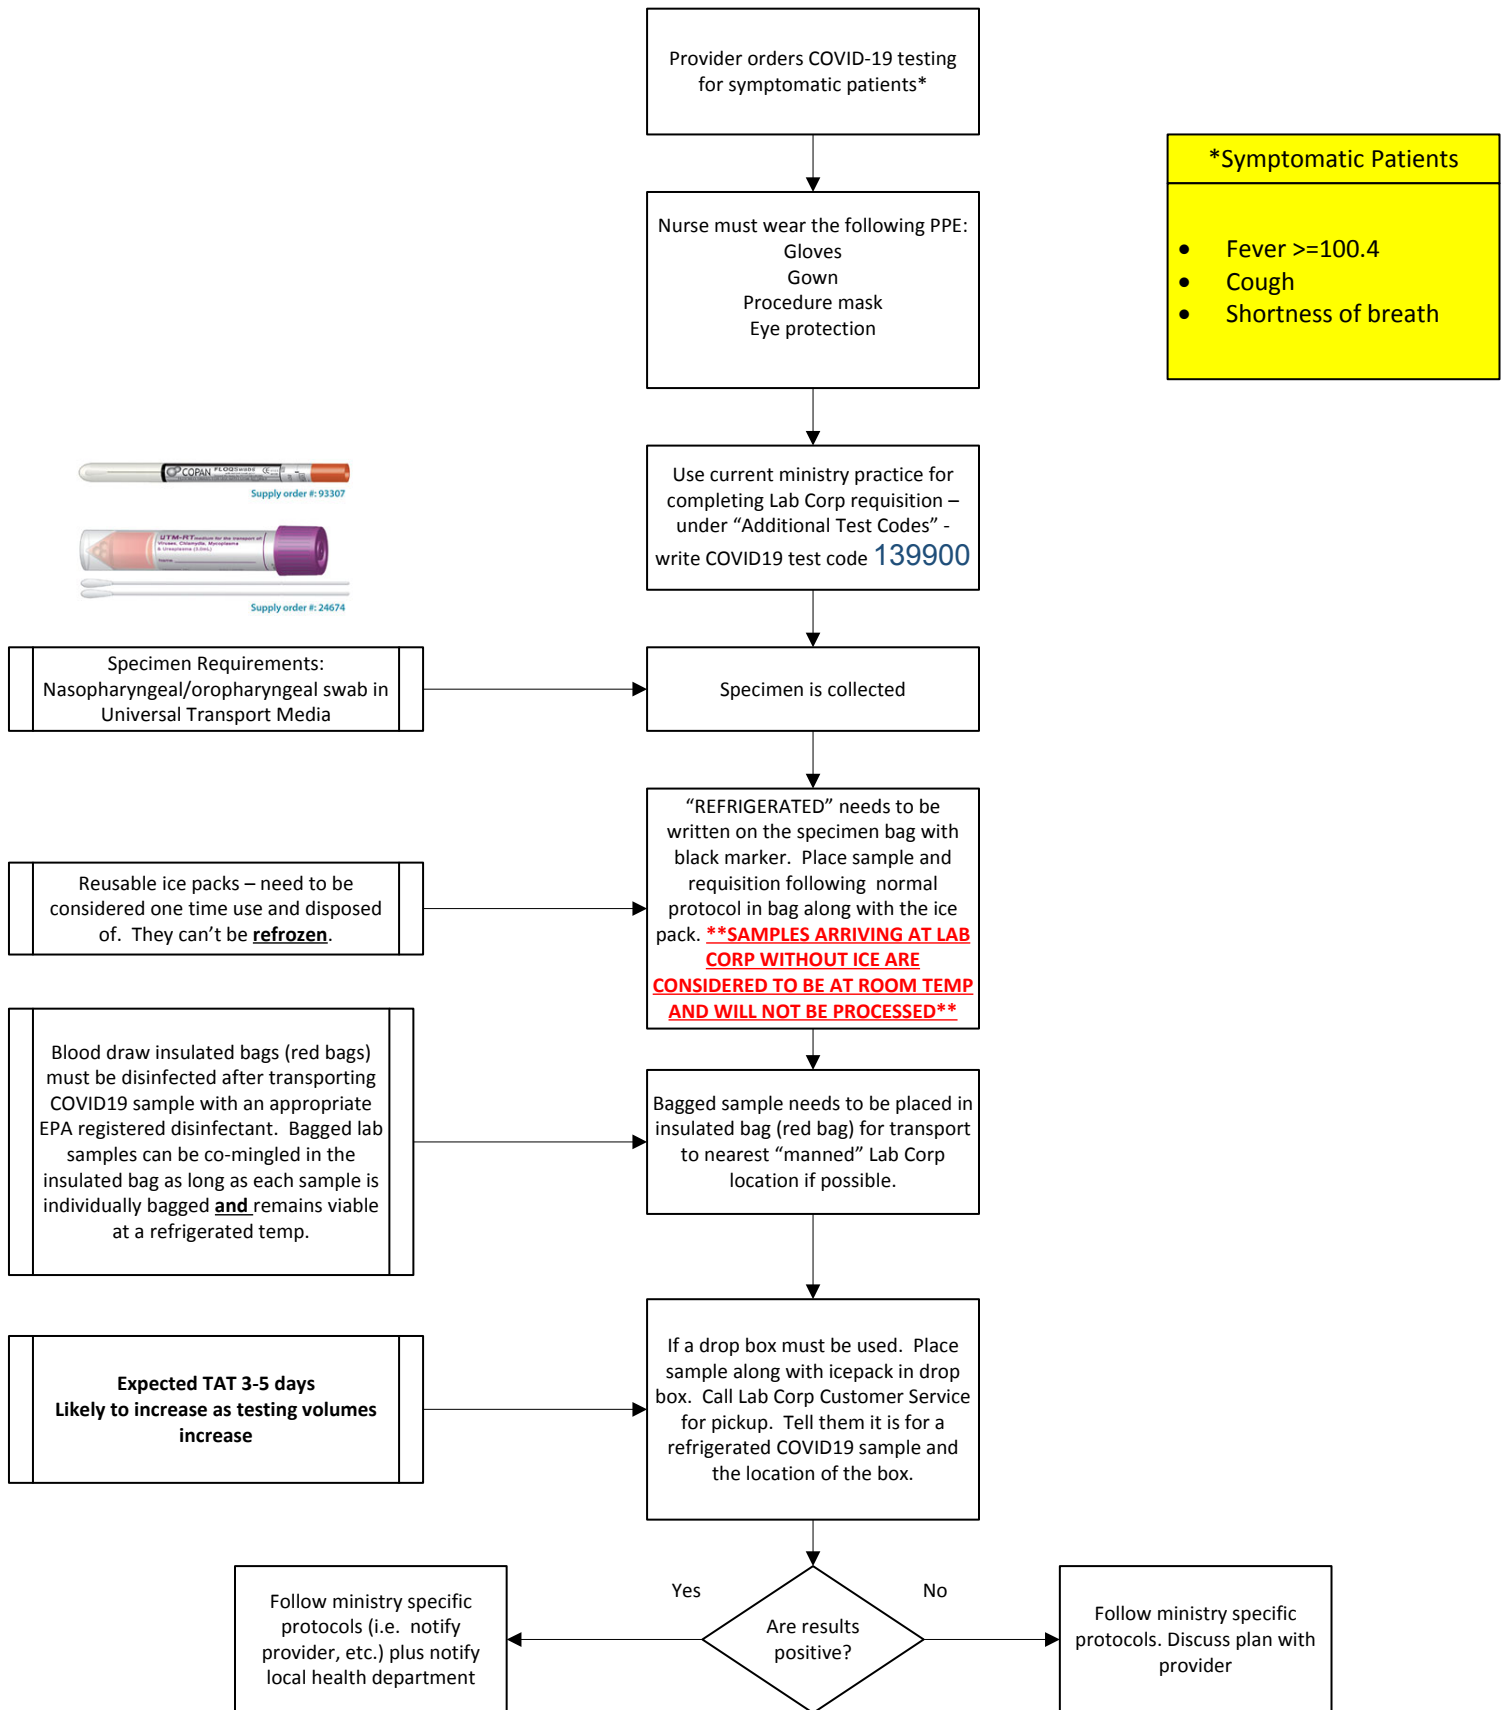 Provider orders COVID-19 testing
for symptomatic patients*
*Symptomatic Patients
• Fever >=100.4
• Cough
• Shortness of breath
Nurse must wear the following PPE:
Gloves
Gown
Procedure mask
Eye protection
COPAN FLOQSwabs
Supply order #: 93307
UTM-RT medium for the transport of
Viruses, Chlamydia, Mycoplasma
& Ureaplasma (3.0mL)
Supply order #: 24674
Use current ministry practice for
completing Lab Corp requisition –
under “Additional Test Codes” -
write COVID19 test code 139900
Specimen Requirements:
Nasopharyngeal/oropharyngeal swab in
Universal Transport Media
Specimen is collected
Reusable ice packs – need to be
considered one time use and disposed
of.  They can’t be refrozen.
“REFRIGERATED” needs to be
written on the specimen bag with
black marker.  Place sample and
requisition following  normal
protocol in bag along with the ice
pack. **SAMPLES ARRIVING AT LAB
CORP WITHOUT ICE ARE
CONSIDERED TO BE AT ROOM TEMP
AND WILL NOT BE PROCESSED**
Blood draw insulated bags (red bags)
must be disinfected after transporting
COVID19 sample with an appropriate
EPA registered disinfectant.  Bagged lab
samples can be co-mingled in the
insulated bag as long as each sample is
individually bagged and remains viable
at a refrigerated temp.
Bagged sample needs to be placed in
insulated bag (red bag) for transport
to nearest “manned” Lab Corp
location if possible.
Expected TAT 3-5 days
Likely to increase as testing volumes
increase
If a drop box must be used.  Place
sample along with icepack in drop
box.  Call Lab Corp Customer Service
for pickup.  Tell them it is for a
refrigerated COVID19 sample and
the location of the box.
Are results
positive?
Yes
No
Follow ministry specific
protocols (i.e.  notify
provider, etc.) plus notify
local health department
Follow ministry specific
protocols. Discuss plan with
provider